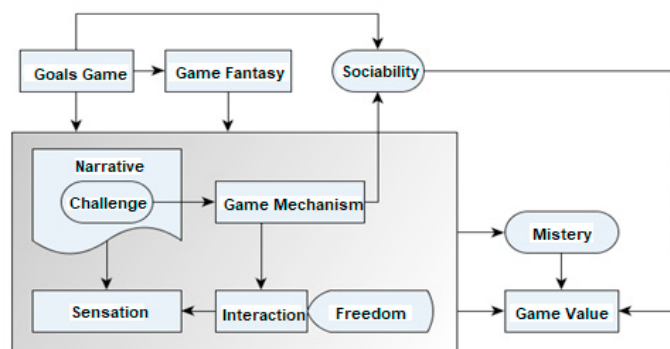 Goals Game
Game Fantasy
Sociability
Narrative
Challenge
Game Mechanism
Mistery
Sensation
Interaction
Freedom
Game Value